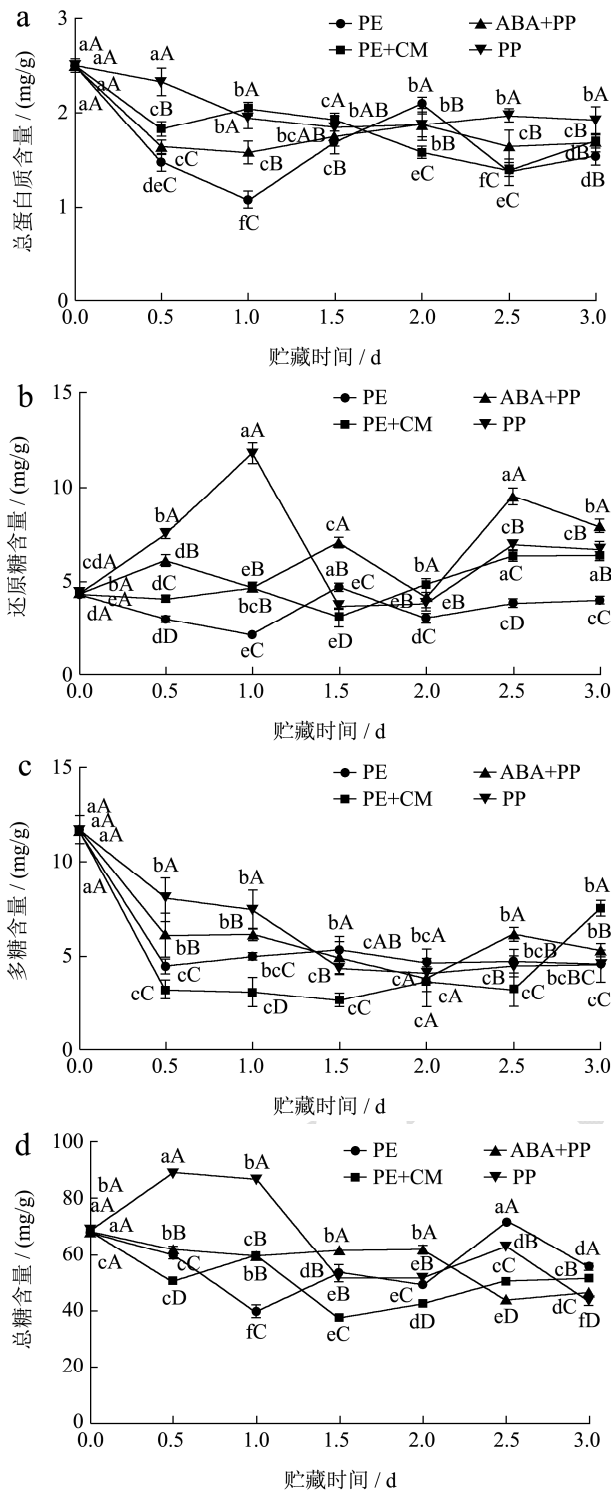 a
3
PE
ABA+PP
PE+CM
PP
aA
aA
aA
aA
aA
cB
cC
deC
bA
bA
cB
fC
cA
bAB
bcAB
cB
bA
bB
bB
eC
bA
cB
fC
eC
bA
cB
dB
dB
2
1
0
总蛋白质含量 / (mg/g)
0.0 0.5 1.0 1.5 2.0 2.5 3.0
贮藏时间 / d
b
15
PE
ABA+PP
PE+CM
PP
cdA
bA
eA
dA
bA
dB
dC
dD
aA
eB
bcB
eC
cA
aB
eC
eD
bA
eB
eB
dC
aA
cB
aC
cD
bA
cB
aB
cC
10
5
0
还原糖含量 / (mg/g)
0.0 0.5 1.0 1.5 2.0 2.5 3.0
贮藏时间 / d
c
15
PE
ABA+PP
PE+CM
PP
aA
aA
aA
aA
bA
bB
cC
cC
bA
bB
bcC
cD
cAB
bA
bB
cB
cC
bcA
cA
cA
cA
bA
bcB
cB
cC
bA
bB
bcBC
cC
10
5
0
多糖含量 / (mg/g)
0.0 0.5 1.0 1.5 2.0 2.5 3.0
贮藏时间 / d
d
100
PE
ABA+PP
PE+CM
PP
bA
aA
aA
cA
aA
bB
cC
cD
bA
cB
bB
fC
bA
dB
eB
eC
bA
eB
eC
dD
aA
dB
cC
eD
dA
cB
dC
fD
80
60
40
20
0
总糖含量 / (mg/g)
0.0 0.5 1.0 1.5 2.0 2.5 3.0
贮藏时间 / d